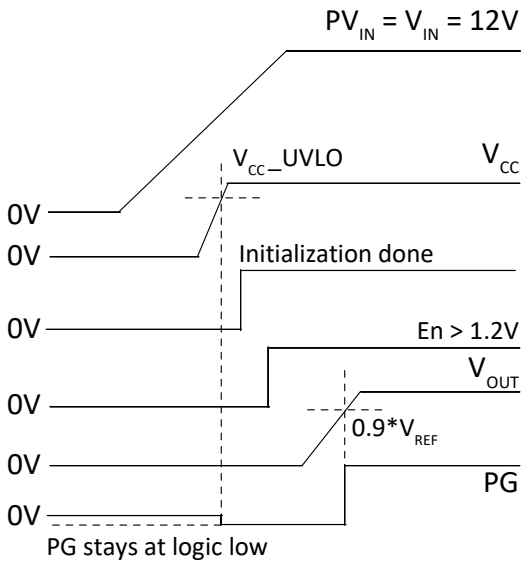 PV_IN = V_IN = 12V
V_CC_UVLO
V_CC
0V
0V
Initialization done
0V
En > 1.2V
V_OUT
0V
0.9*V_REF
0V
PG
0V
PG stays at logic low